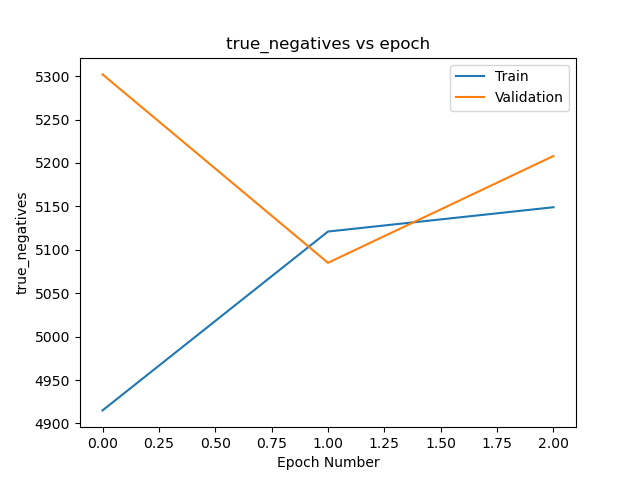 true_negatives vs epoch
Train
Validation
5300
5250
5200
5150
5100
5050
5000
4950
4900
true_negatives
0.00 0.25 0.50 0.75 1.00 1.25 1.50 1.75 2.00
Epoch Number